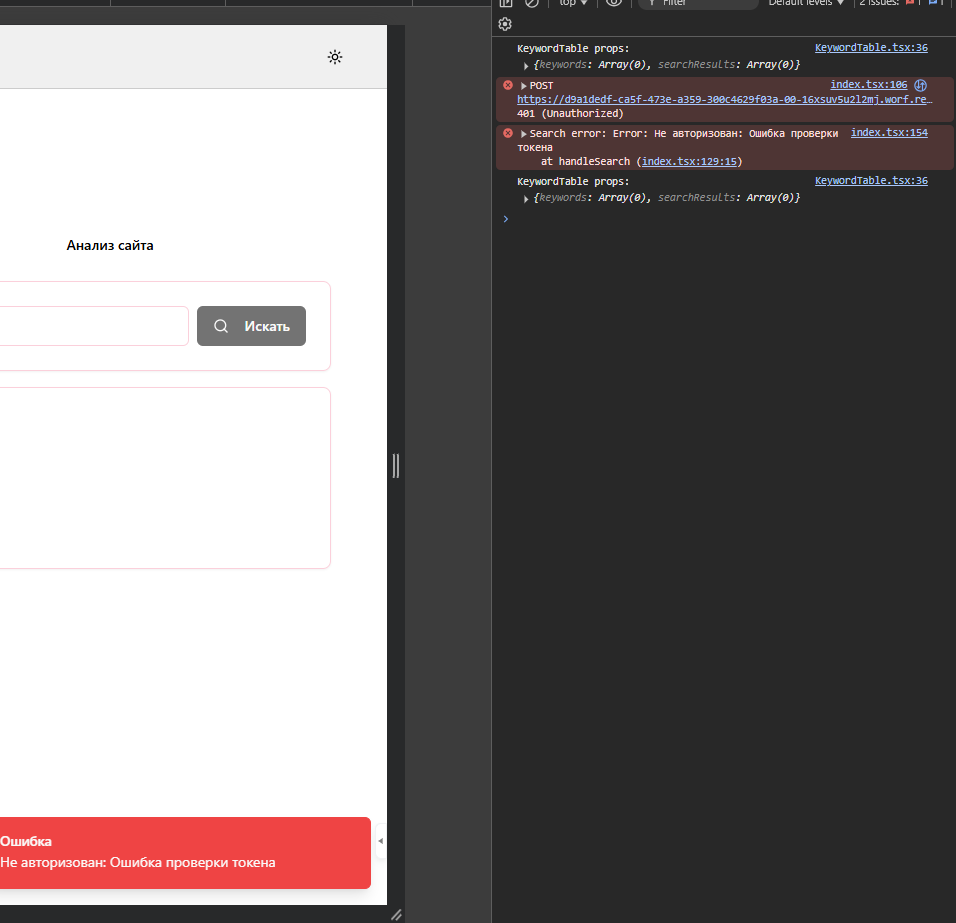 top
Filter
Default levels
2 Issues:
1
1
KeywordTable props:
KeywordTable.tsx:36
{keywords: Array(0), searchResults: Array(0)}
POST
index.tsx:106
https://d9a1dedf-ca5f-473e-a359-300c4629f03a-00-16xsuv5u2l2mj.worf.re…
401 (Unauthorized)
Search error: Error: Не авторизован: Ошибка проверки
index.tsx:154
токена
at handleSearch (index.tsx:129:15)
KeywordTable props:
KeywordTable.tsx:36
{keywords: Array(0), searchResults: Array(0)}
Анализ сайта
Искать
Ошибка
Не авторизован: Ошибка проверки токена